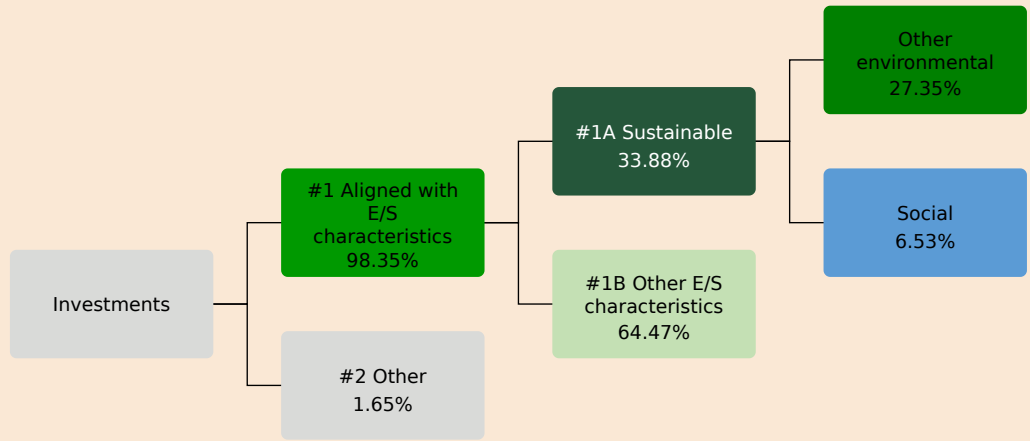 Investments
#1 Aligned with
E/S
characteristics
98.35%
#2 Other
1.65%
#1A Sustainable
33.88%
#1B Other E/S
characteristics
64.47%
Other
environmental
27.35%
Social
6.53%